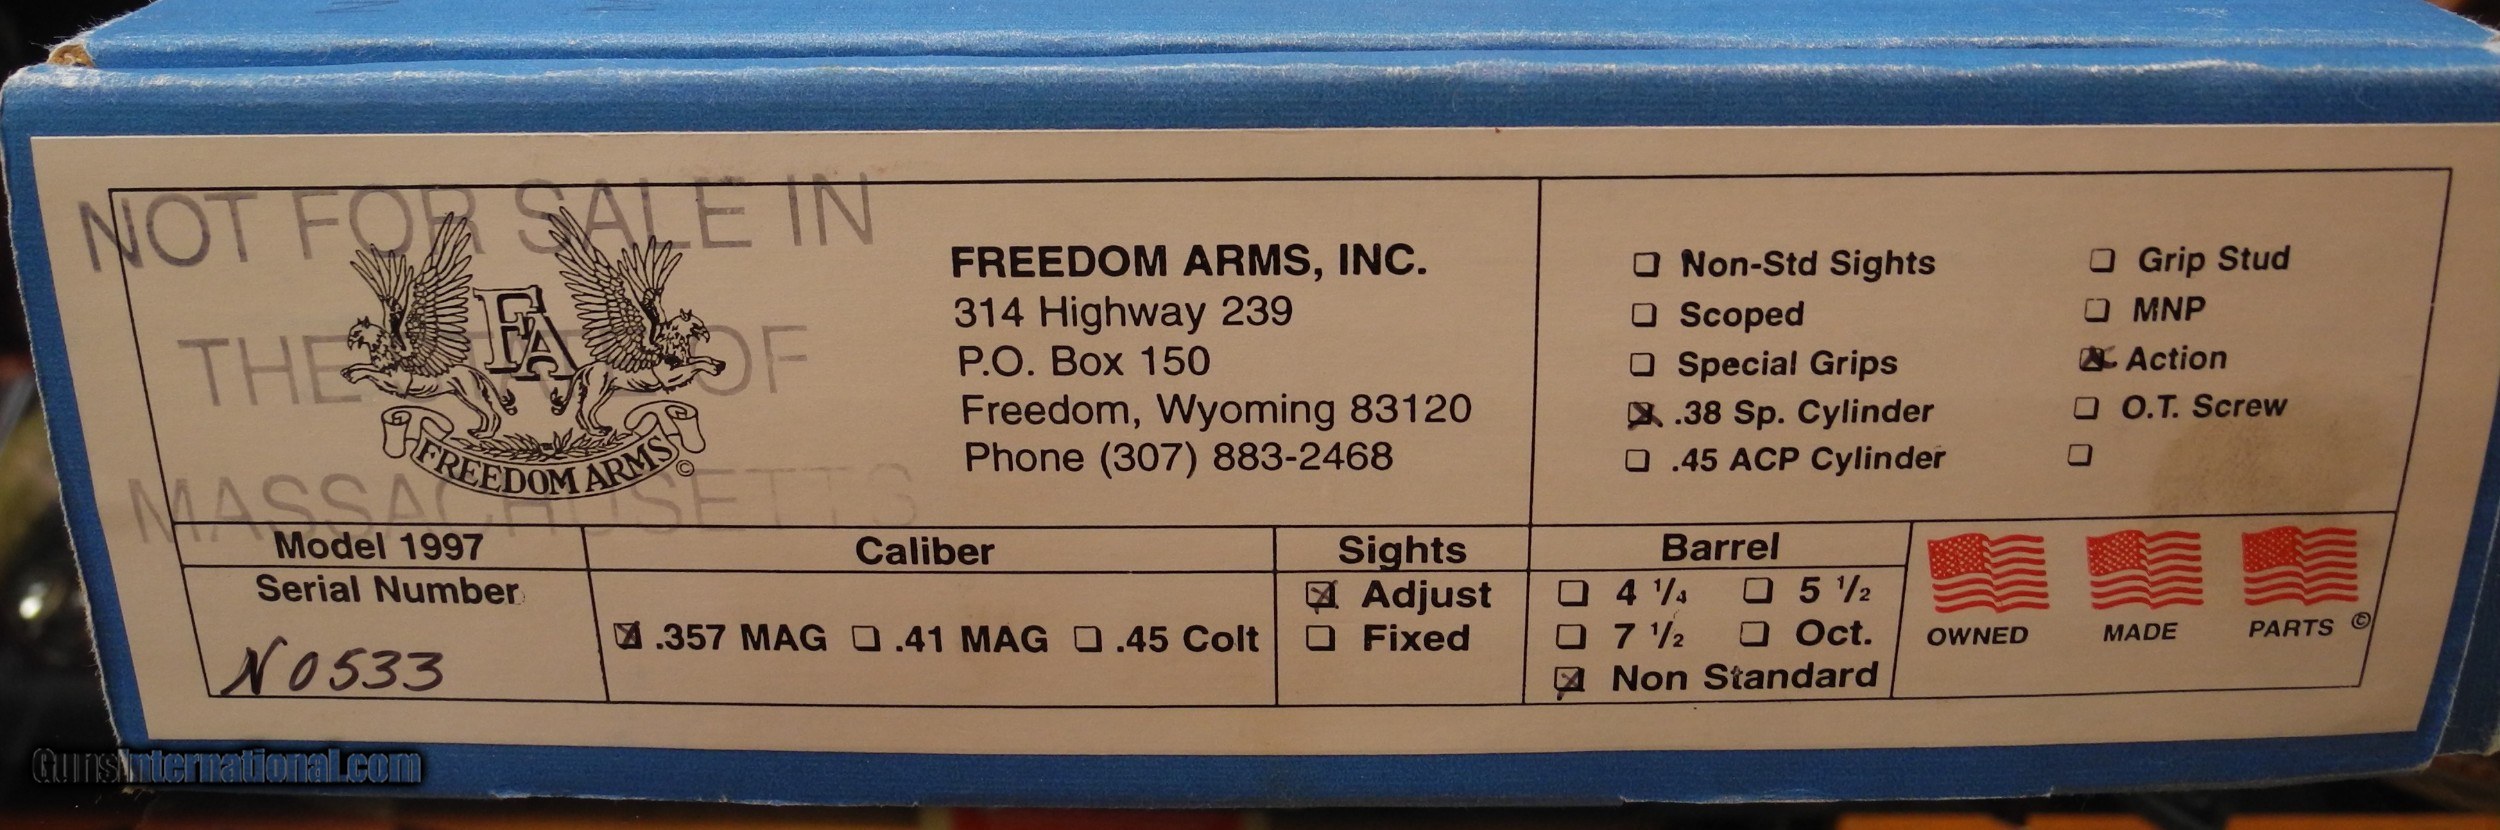 NOT FOR SALE IN
THE STATE OF
MASSACHUSETTS
FA
FREEDOM ARMS©
FREEDOM ARMS, INC.
314 Highway 239
P.O. Box 150
Freedom, Wyoming 83120
Phone (307) 883-2468
Non-Std Sights
Scoped
Special Grips
.38 Sp. Cylinder
.45 ACP Cylinder
Grip Stud
MNP
Action
O.T. Screw
Model 1997
Serial Number
N0533
Caliber
.357 MAG .41 MAG .45 Colt
Sights
Adjust
Fixed
Barrel
4 1/4 5 1/2
7 1/2 Oct.
Non Standard
OWNED MADE PARTS ©
GunsInternational.com